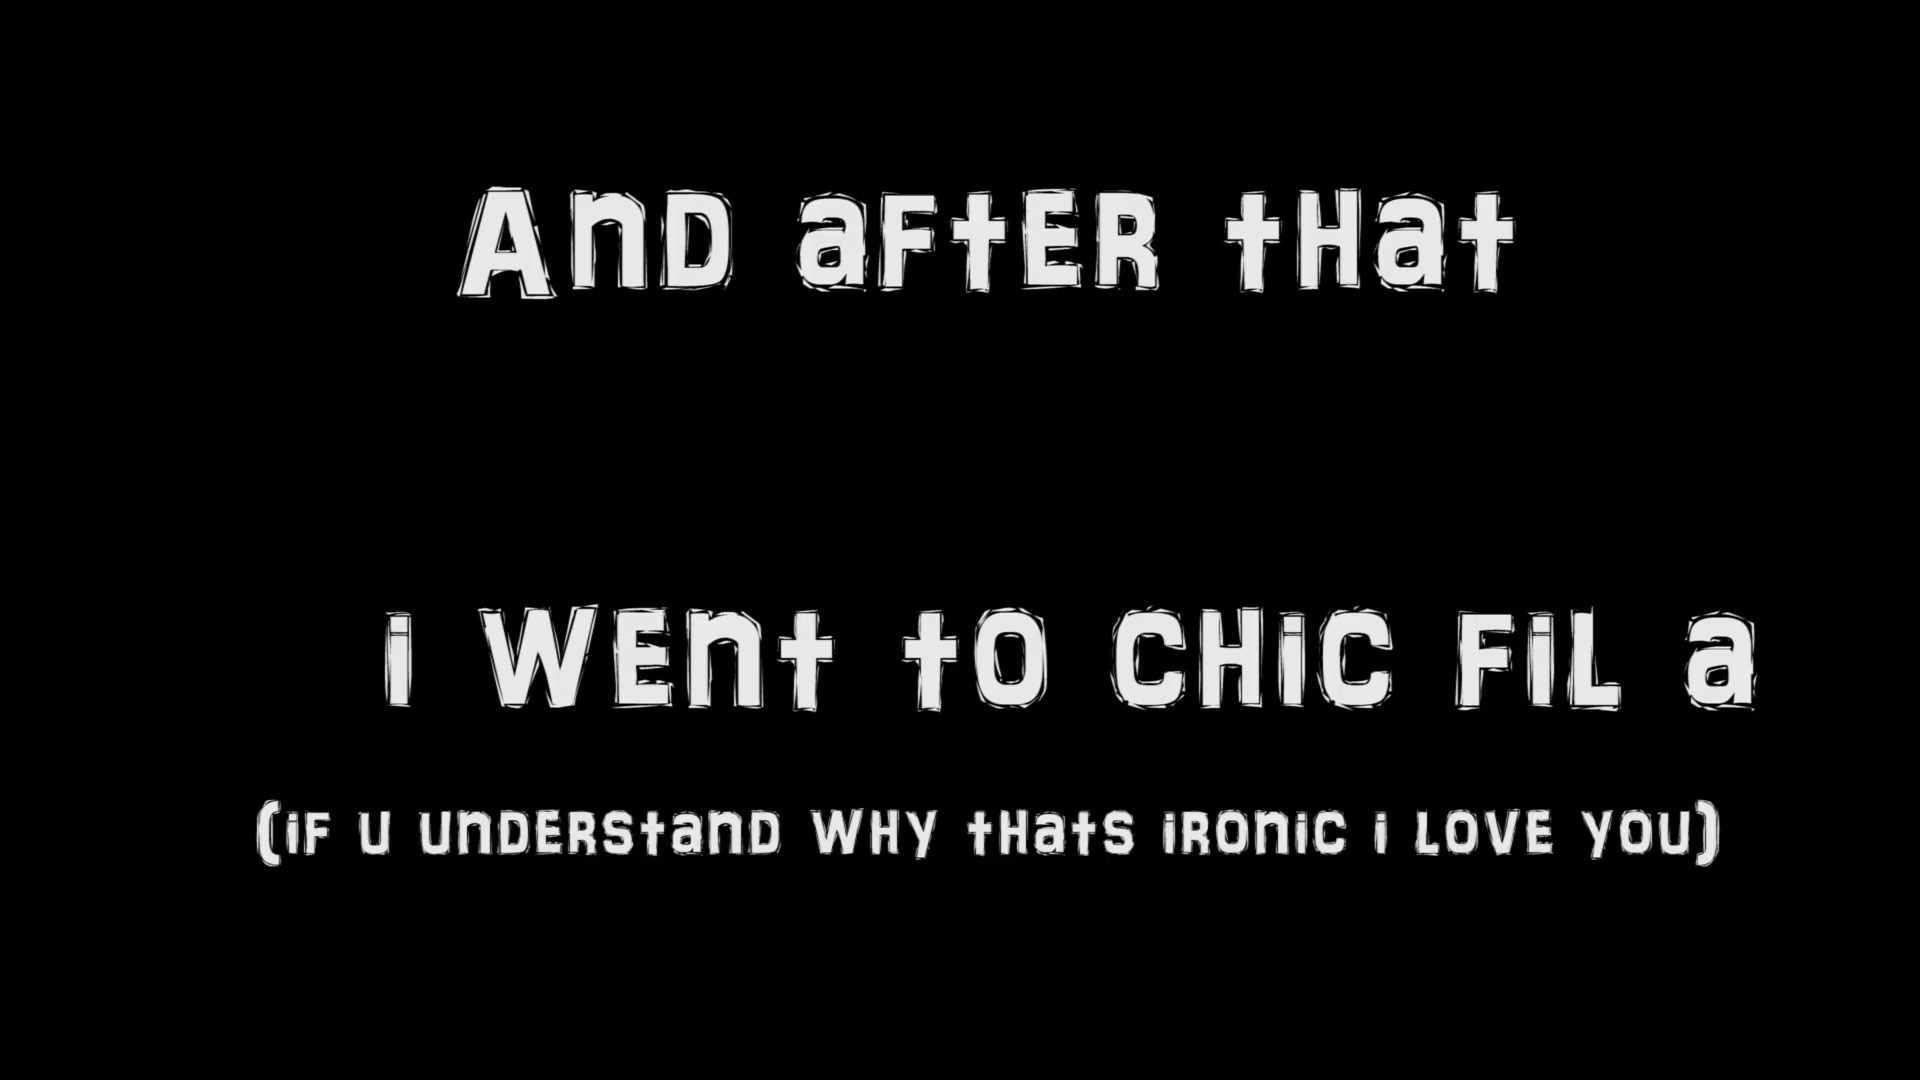 And after that
i went to chic fil a
(if u understand why thats ironic i love you)